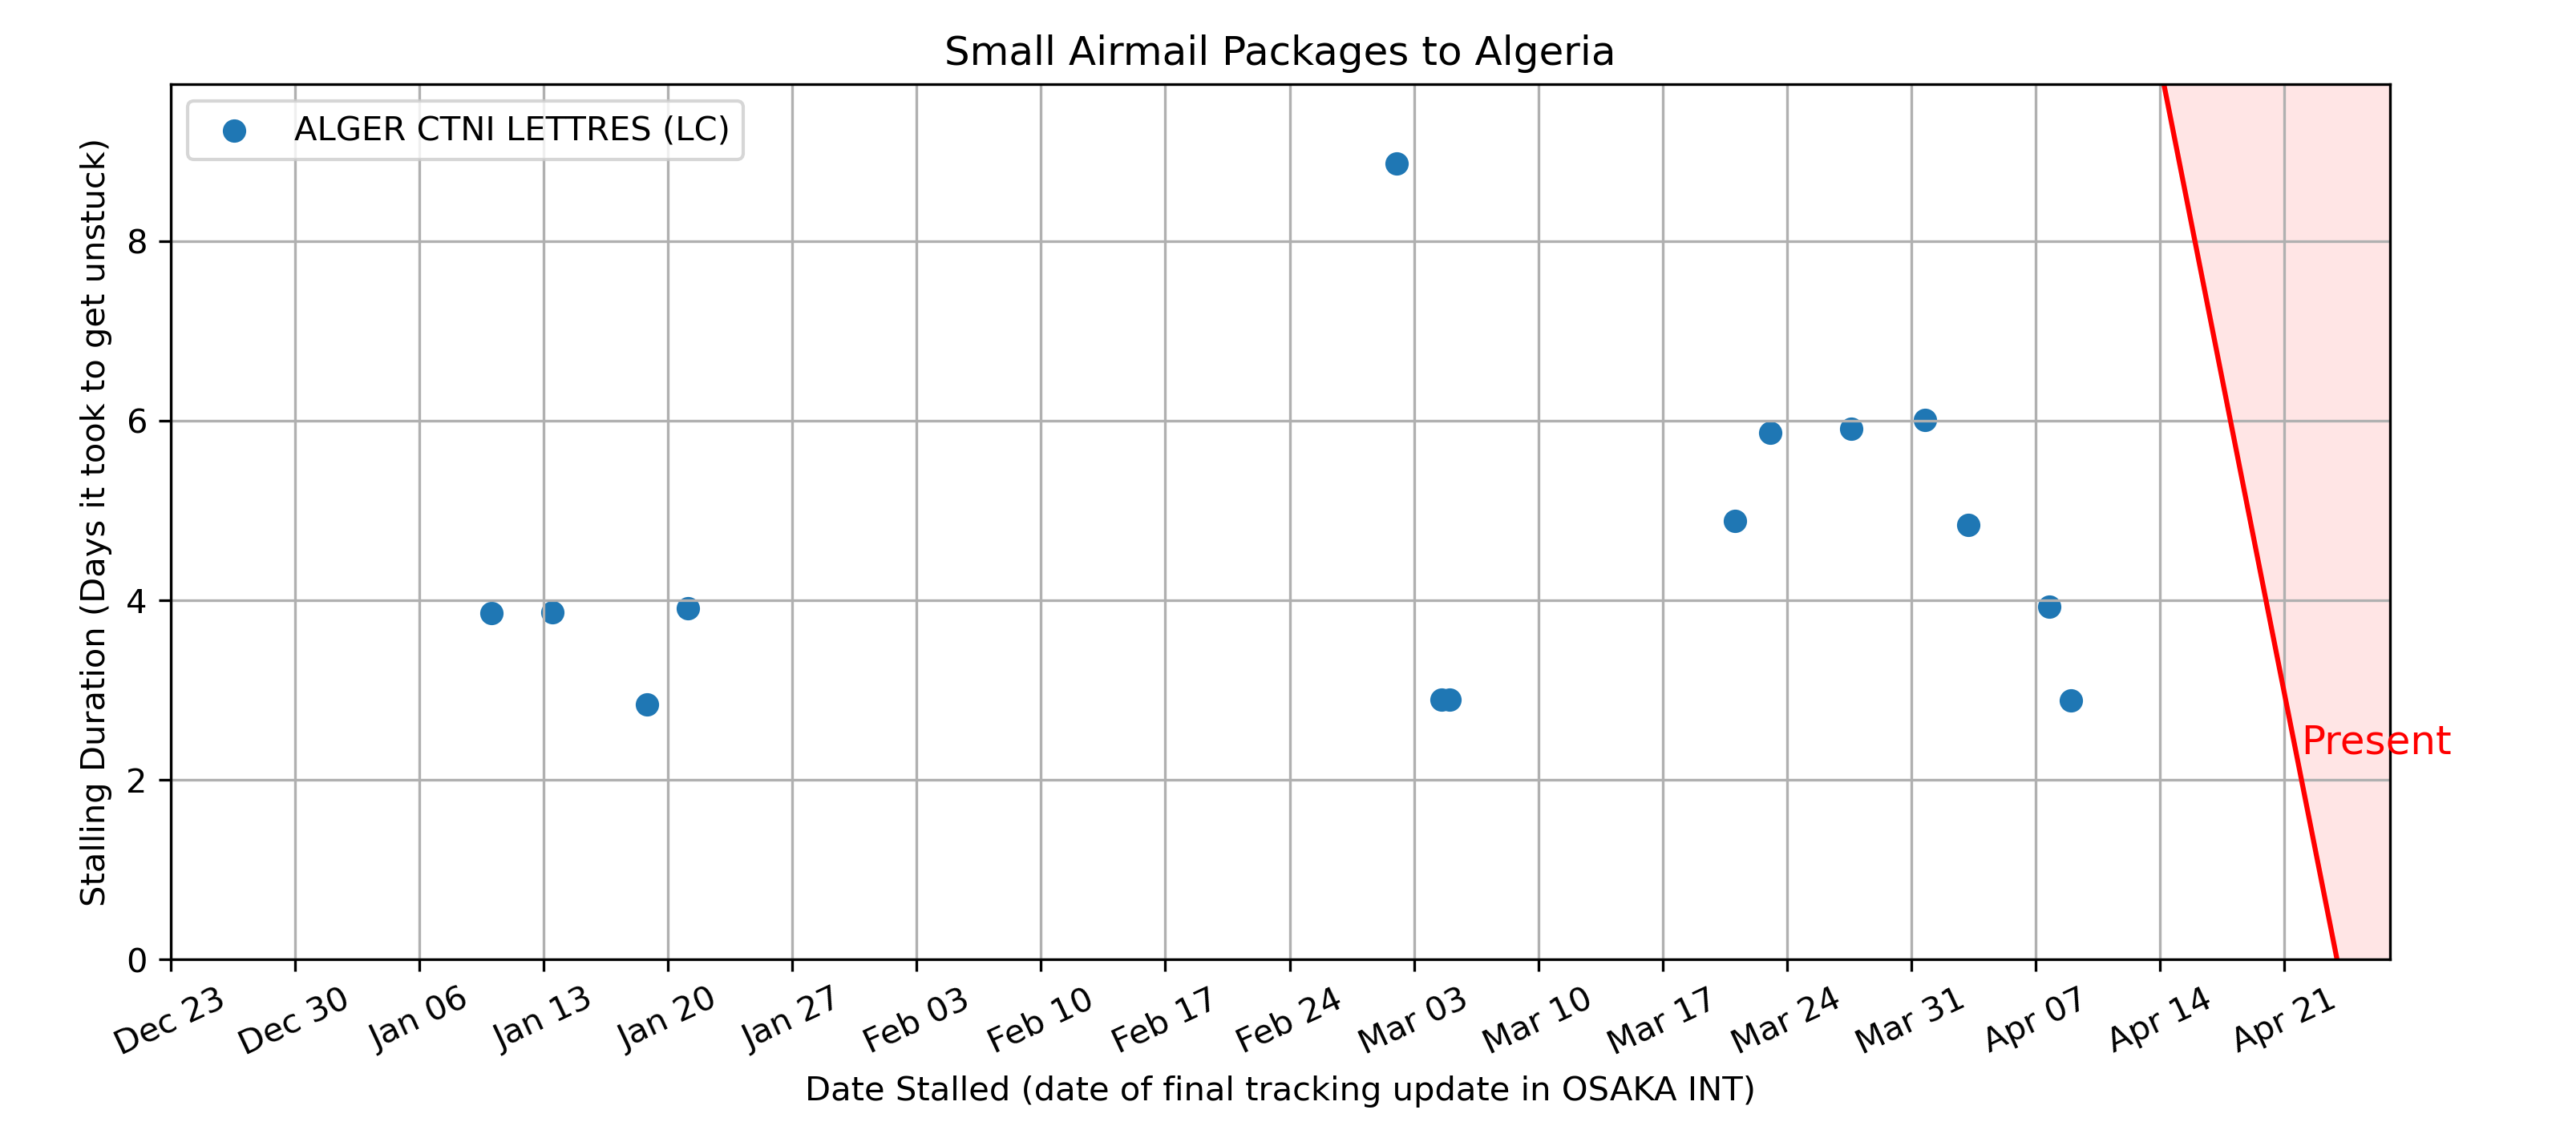 Small Airmail Packages to Algeria
ALGER CTNI LETTRES (LC)
Stalling Duration (Days it took to get unstuck)
8
6
4
2
0
Present
Dec 23
Dec 30
Jan 06
Jan 13
Jan 20
Jan 27
Feb 03
Feb 10
Feb 17
Feb 24
Mar 03
Mar 10
Mar 17
Mar 24
Mar 31
Apr 07
Apr 14
Apr 21
Date Stalled (date of final tracking update in OSAKA INT)